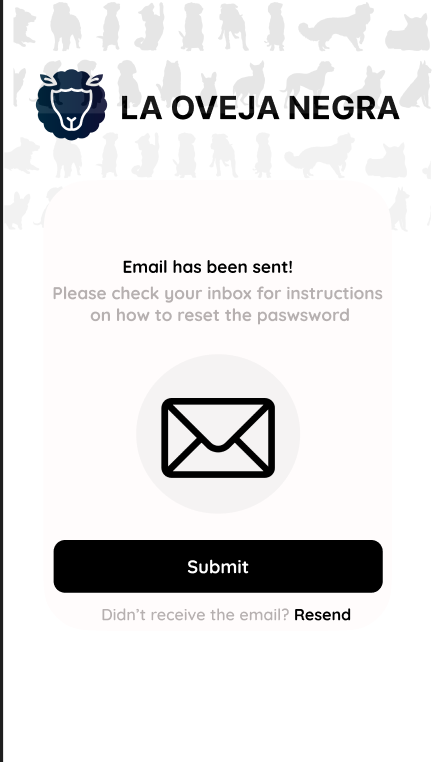 LA OVEJA NEGRA
Email has been sent!
Please check your inbox for instructions
on how to reset the paswsword
Submit
Didn't receive the email? Resend